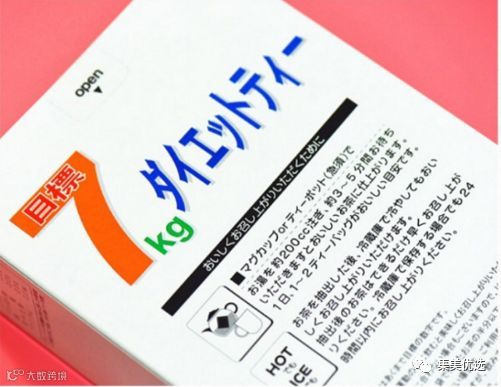 open
目標
7
kg
ダイエットティー
おいしくお召し上がりいただくために
■マグカップorティーポット(急須)で
お湯を約200cc注ぎ、約3～5分間お待ち
いただきますとおいしいお茶に仕上がります。
1日、1～2ティーバッグがおいしい目安です。
お茶を抽出した後、冷蔵庫で冷やしてもおい
しくお召し上がりいただけます。
抽出後のお茶はできるだけ早くお召し上が
りください。冷蔵庫で保存する場合でも24
時間以内にお召し上がりください。
HOT
でも
ICE
大数跨境
集美优选